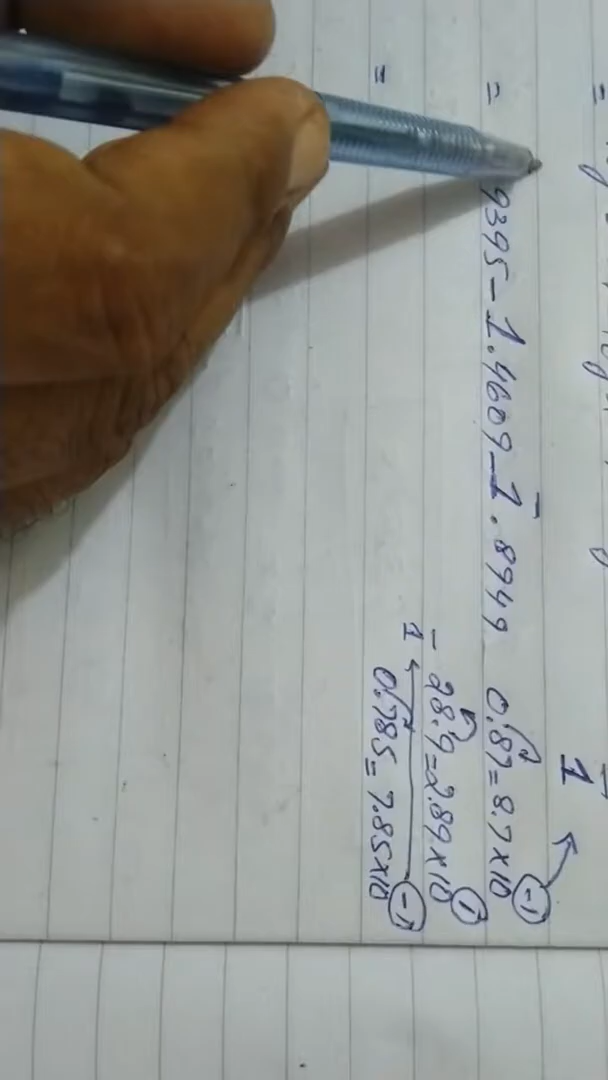 = 9395 - 1.4609 - 1̄.8949
0.87 = 8.7 × 10⁻¹
1̄
28.9 = 2.89 × 10¹
0.785 = 7.85 × 10⁻¹
1̄
=